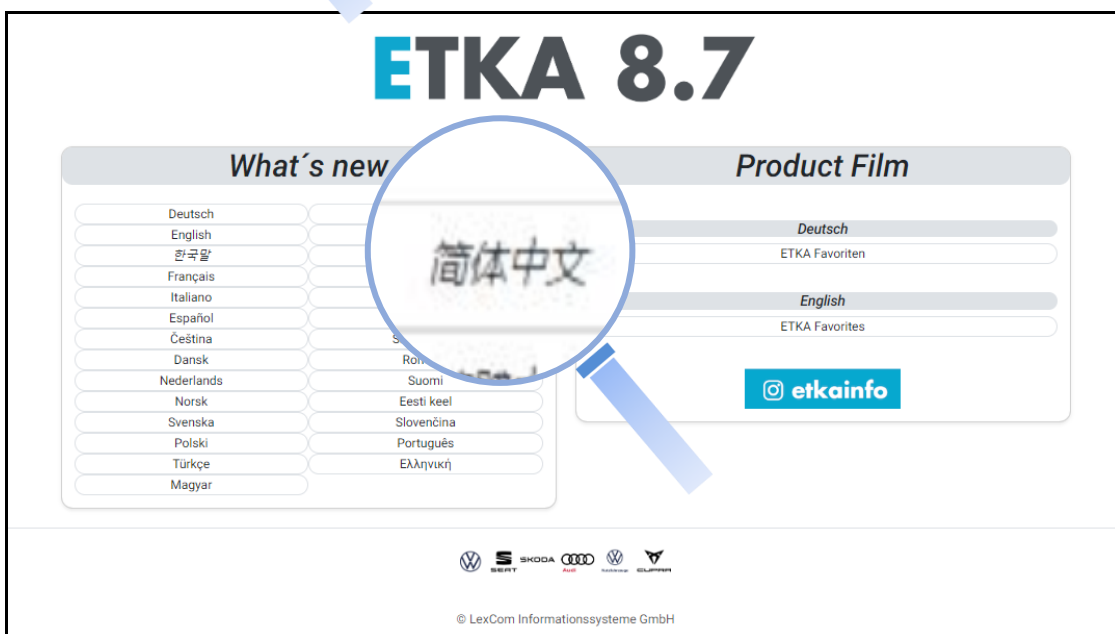 ETKA 8.7
What´s new
Deutsch
English
한국말
Français
Italiano
Español
Čeština
Dansk
Nederlands
Norsk
Svenska
Polski
Türkçe
Magyar
简体中文
Suomi
Eesti keel
Slovenčina
Português
Ελληνική
Product Film
Deutsch
ETKA Favoriten
English
ETKA Favorites
etkainfo
SEAT
SKODA
Audi
CUPRA
© LexCom Informationssysteme GmbH